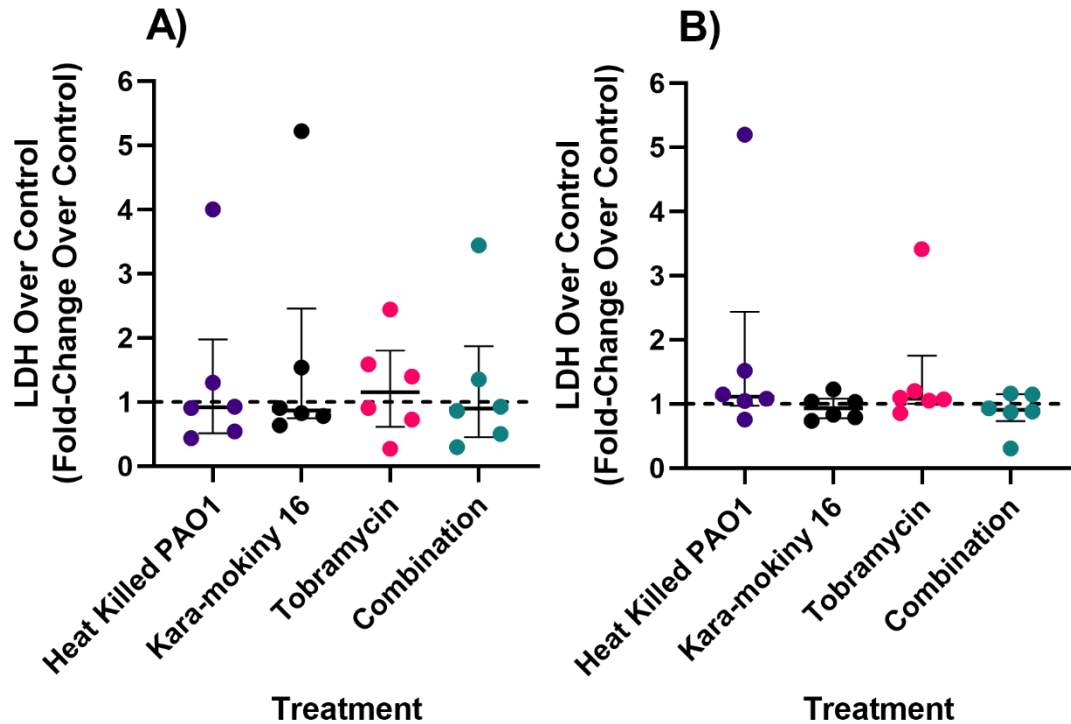 A)
LDH Over Control
(Fold-Change Over Control)
6
5
4
3
2
1
0
Heat Killed PAO1
Kara-mokiny 16
Tobramycin
Combination
Treatment
B)
LDH Over Control
(Fold-Change Over Control)
6
5
4
3
2
1
0
Heat Killed PAO1
Kara-mokiny 16
Tobramycin
Combination
Treatment